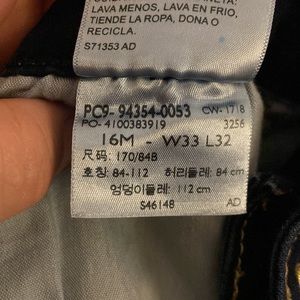 LAVA MENOS, LAVA EN FRIO,
TIENDE LA ROPA, DONA O
RECICLA.
S71353 AD
PC9- 94354-0053 CW-17/8
PO- 4100383919 3256
16M - W33 L32
尺码: 170/84B
호칭: 84-112 허리둘레: 84 cm
엉덩이둘레: 112 cm
S46148 AD